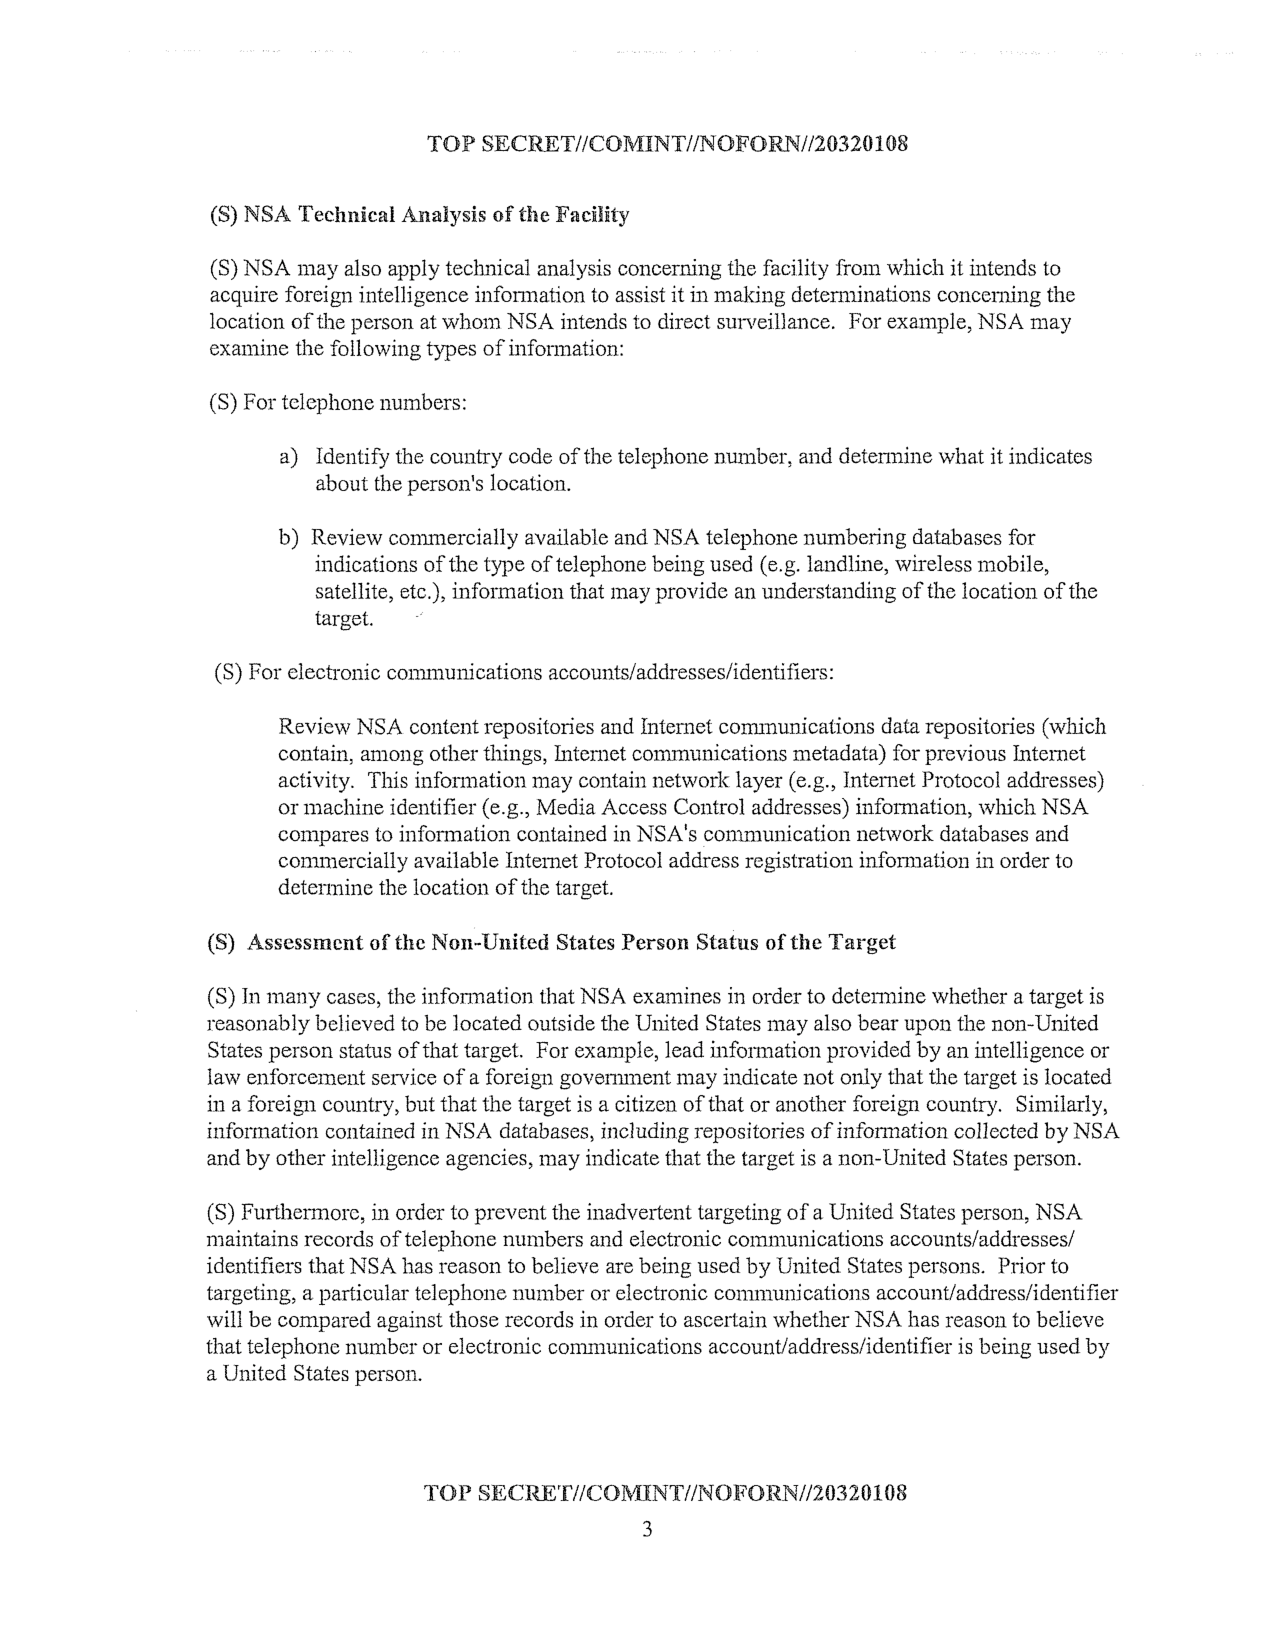 TOP SECRET//COMINT//NOFORN//20320108
(S) NSA Technical Analysis of the Facility
(S) NSA may also apply technical analysis concerning the facility from which it intends to
acquire foreign intelligence information to assist it in making determinations concerning the
location of the person at whom NSA intends to direct surveillance. For example, NSA may
examine the following types of information:
(S) For telephone numbers:
a) Identify the country code of the telephone number, and determine what it indicates
about the person's location.
b) Review commercially available and NSA telephone numbering databases for
indications of the type of telephone being used (e.g. landline, wireless mobile,
satellite, etc.), information that may provide an understanding of the location of the
target.
(S) For electronic communications accounts/addresses/identifiers:
Review NSA content repositories and Internet communications data repositories (which
contain, among other things, Internet communications metadata) for previous Internet
activity. This information may contain network layer (e.g., Internet Protocol addresses)
or machine identifier (e.g., Media Access Control addresses) information, which NSA
compares to information contained in NSA's communication network databases and
commercially available Internet Protocol address registration information in order to
determine the location of the target.
(S) Assessment of the Non-United States Person Status of the Target
(S) In many cases, the information that NSA examines in order to determine whether a target is
reasonably believed to be located outside the United States may also bear upon the non-United
States person status of that target. For example, lead information provided by an intelligence or
law enforcement service of a foreign government may indicate not only that the target is located
in a foreign country, but that the target is a citizen of that or another foreign country. Similarly,
information contained in NSA databases, including repositories of information collected by NSA
and by other intelligence agencies, may indicate that the target is a non-United States person.
(S) Furthermore, in order to prevent the inadvertent targeting of a United States person, NSA
maintains records of telephone numbers and electronic communications accounts/addresses/
identifiers that NSA has reason to believe are being used by United States persons. Prior to
targeting, a particular telephone number or electronic communications account/address/identifier
will be compared against those records in order to ascertain whether NSA has reason to believe
that telephone number or electronic communications account/address/identifier is being used by
a United States person.
TOP SECRET//COMINT//NOFORN//20320108
3